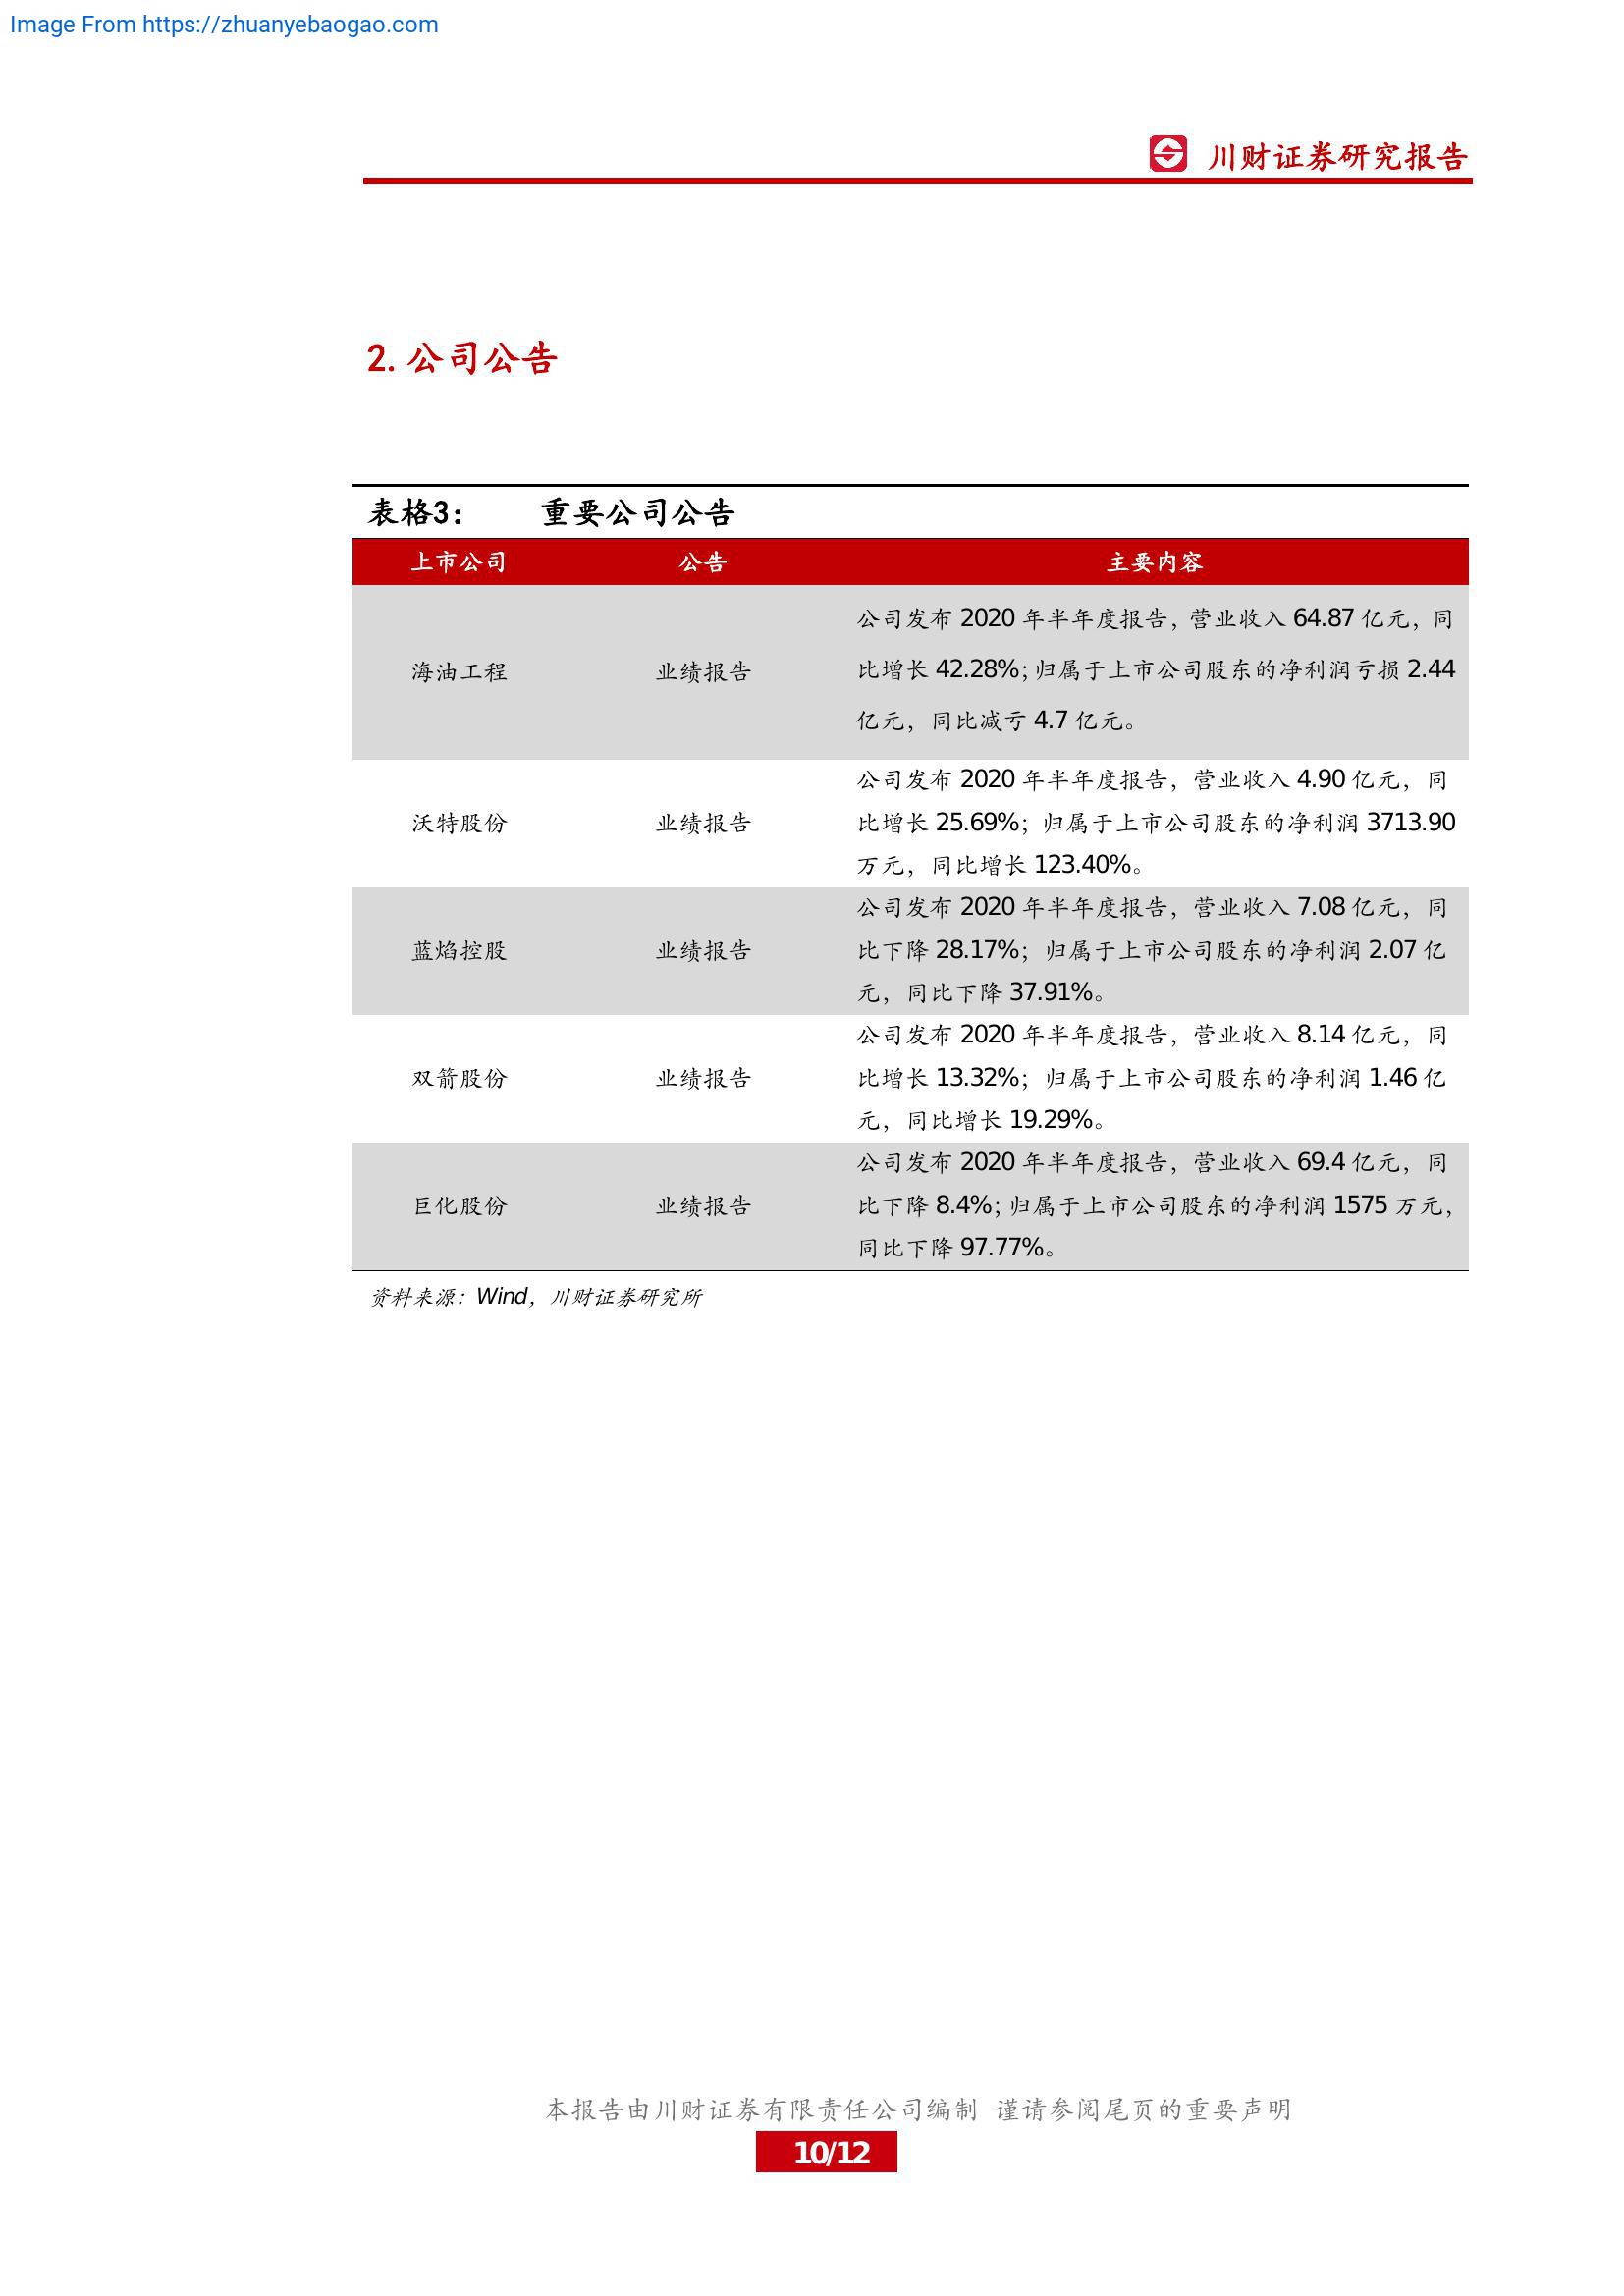 Image From https://zhuanyebaogao.com
川财证券研究报告
2. 公司公告
表格3： 重要公司公告
上市公司 公告 主要内容
海油工程 业绩报告
公司发布 2020 年半年度报告，营业收入 64.87 亿元，同
比增长 42.28%；归属于上市公司股东的净利润亏损 2.44
亿元，同比减亏 4.7 亿元。
沃特股份 业绩报告
公司发布 2020 年半年度报告，营业收入 4.90 亿元，同
比增长 25.69%；归属于上市公司股东的净利润 3713.90
万元，同比增长 123.40%。
蓝焰控股 业绩报告
公司发布 2020 年半年度报告，营业收入 7.08 亿元，同
比下降 28.17%；归属于上市公司股东的净利润 2.07 亿
元，同比下降 37.91%。
双箭股份 业绩报告
公司发布 2020 年半年度报告，营业收入 8.14 亿元，同
比增长 13.32%；归属于上市公司股东的净利润 1.46 亿
元，同比增长 19.29%。
巨化股份 业绩报告
公司发布 2020 年半年度报告，营业收入 69.4 亿元，同
比下降 8.4%；归属于上市公司股东的净利润 1575 万元，
同比下降 97.77%。
资料来源：Wind，川财证券研究所
本报告由川财证券有限责任公司编制 谨请参阅尾页的重要声明
10/12